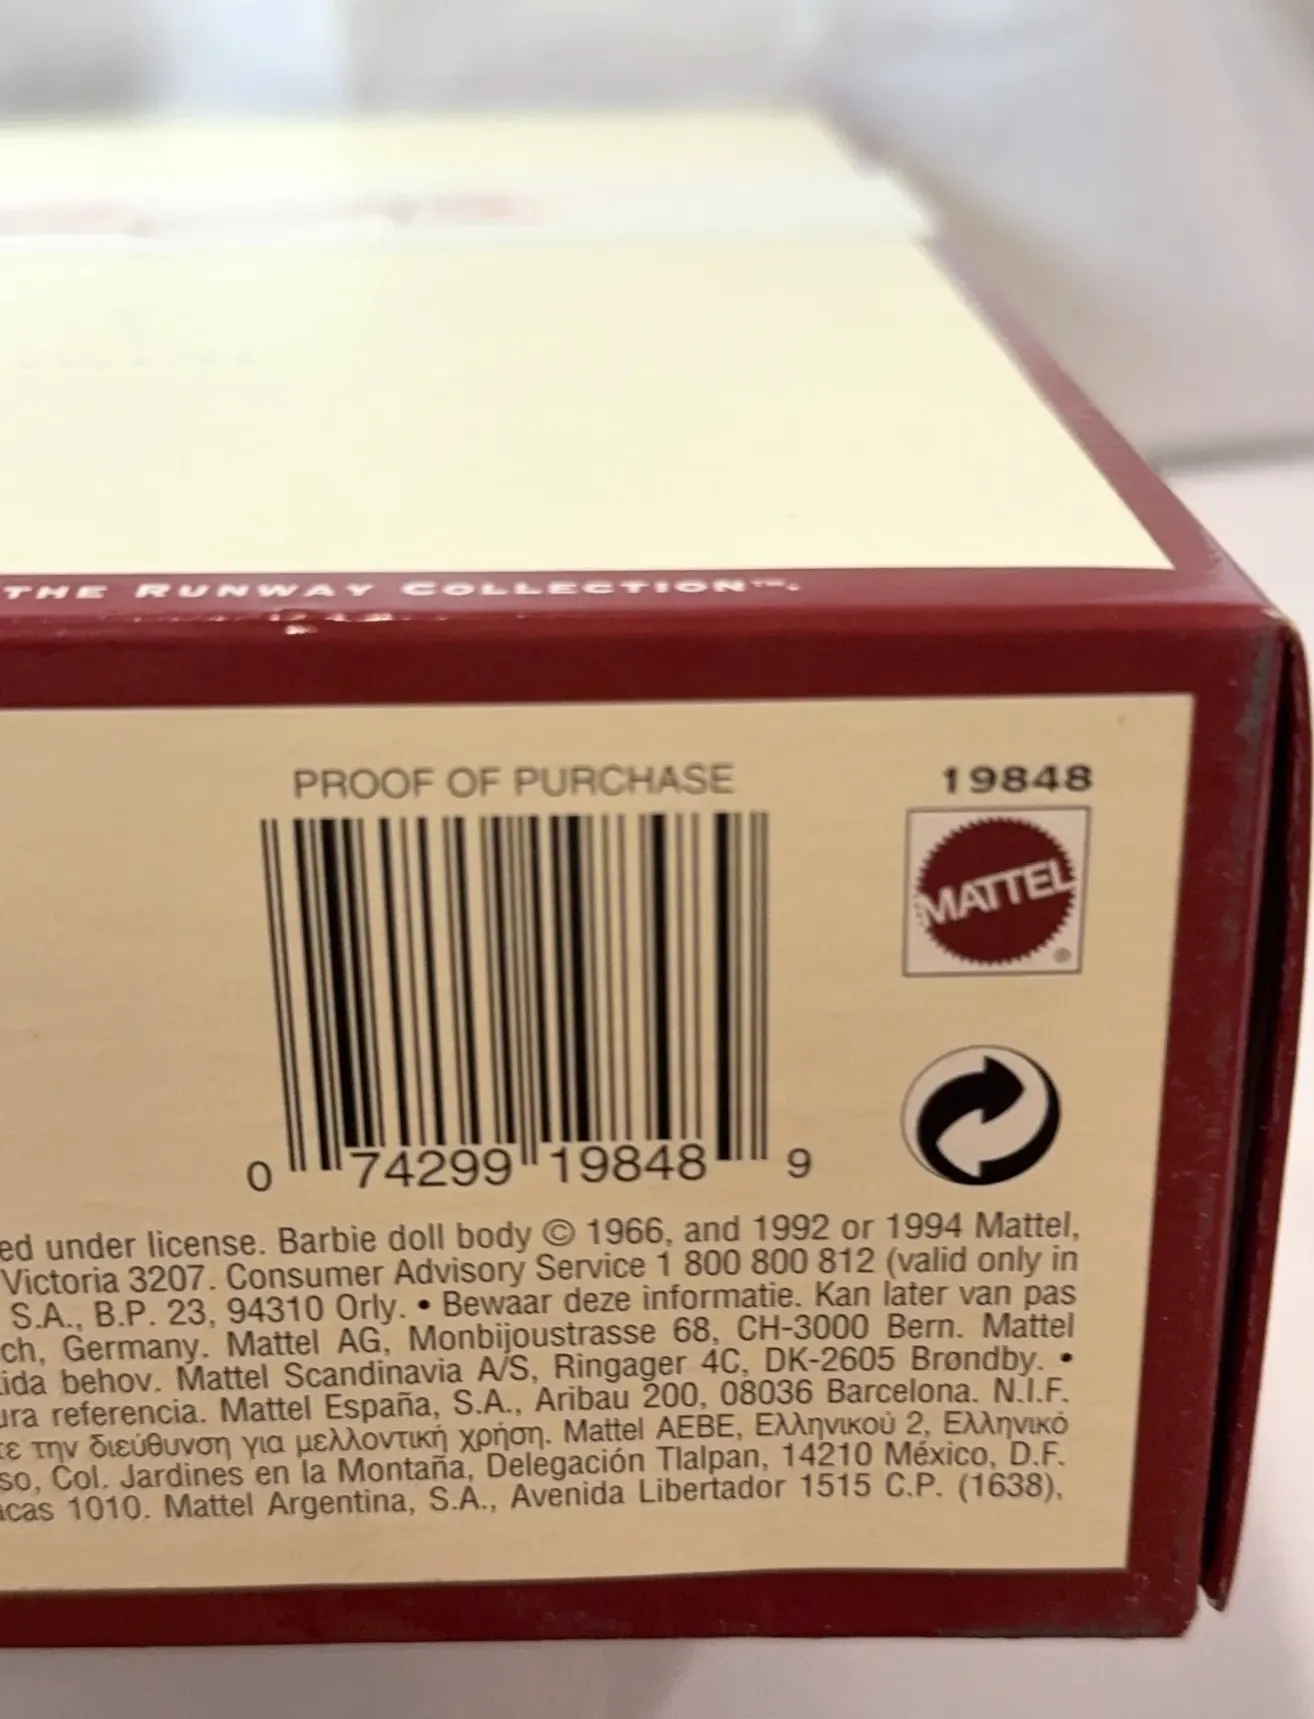 THE RUNWAY COLLECTION™.
PROOF OF PURCHASE
19848
MATTEL
®
0 74299 19848 9
ed under license. Barbie doll body © 1966, and 1992 or 1994 Mattel,
Victoria 3207. Consumer Advisory Service 1 800 800 812 (valid only in
S.A., B.P. 23, 94310 Orly. • Bewaar deze informatie. Kan later van pas
ch, Germany. Mattel AG, Monbijoustrasse 68, CH-3000 Bern. Mattel
ida behov. Mattel Scandinavia A/S, Ringager 4C, DK-2605 Brøndby. •
ura referencia. Mattel España, S.A., Aribau 200, 08036 Barcelona. N.I.F.
τε την διεύθυνση για μελλοντική χρήση. Mattel AEBE, Ελληνικού 2, Ελληνικό
so, Col. Jardines en la Montaña, Delegación Tlalpan, 14210 México, D.F.
acas 1010. Mattel Argentina, S.A., Avenida Libertador 1515 C.P. (1638),